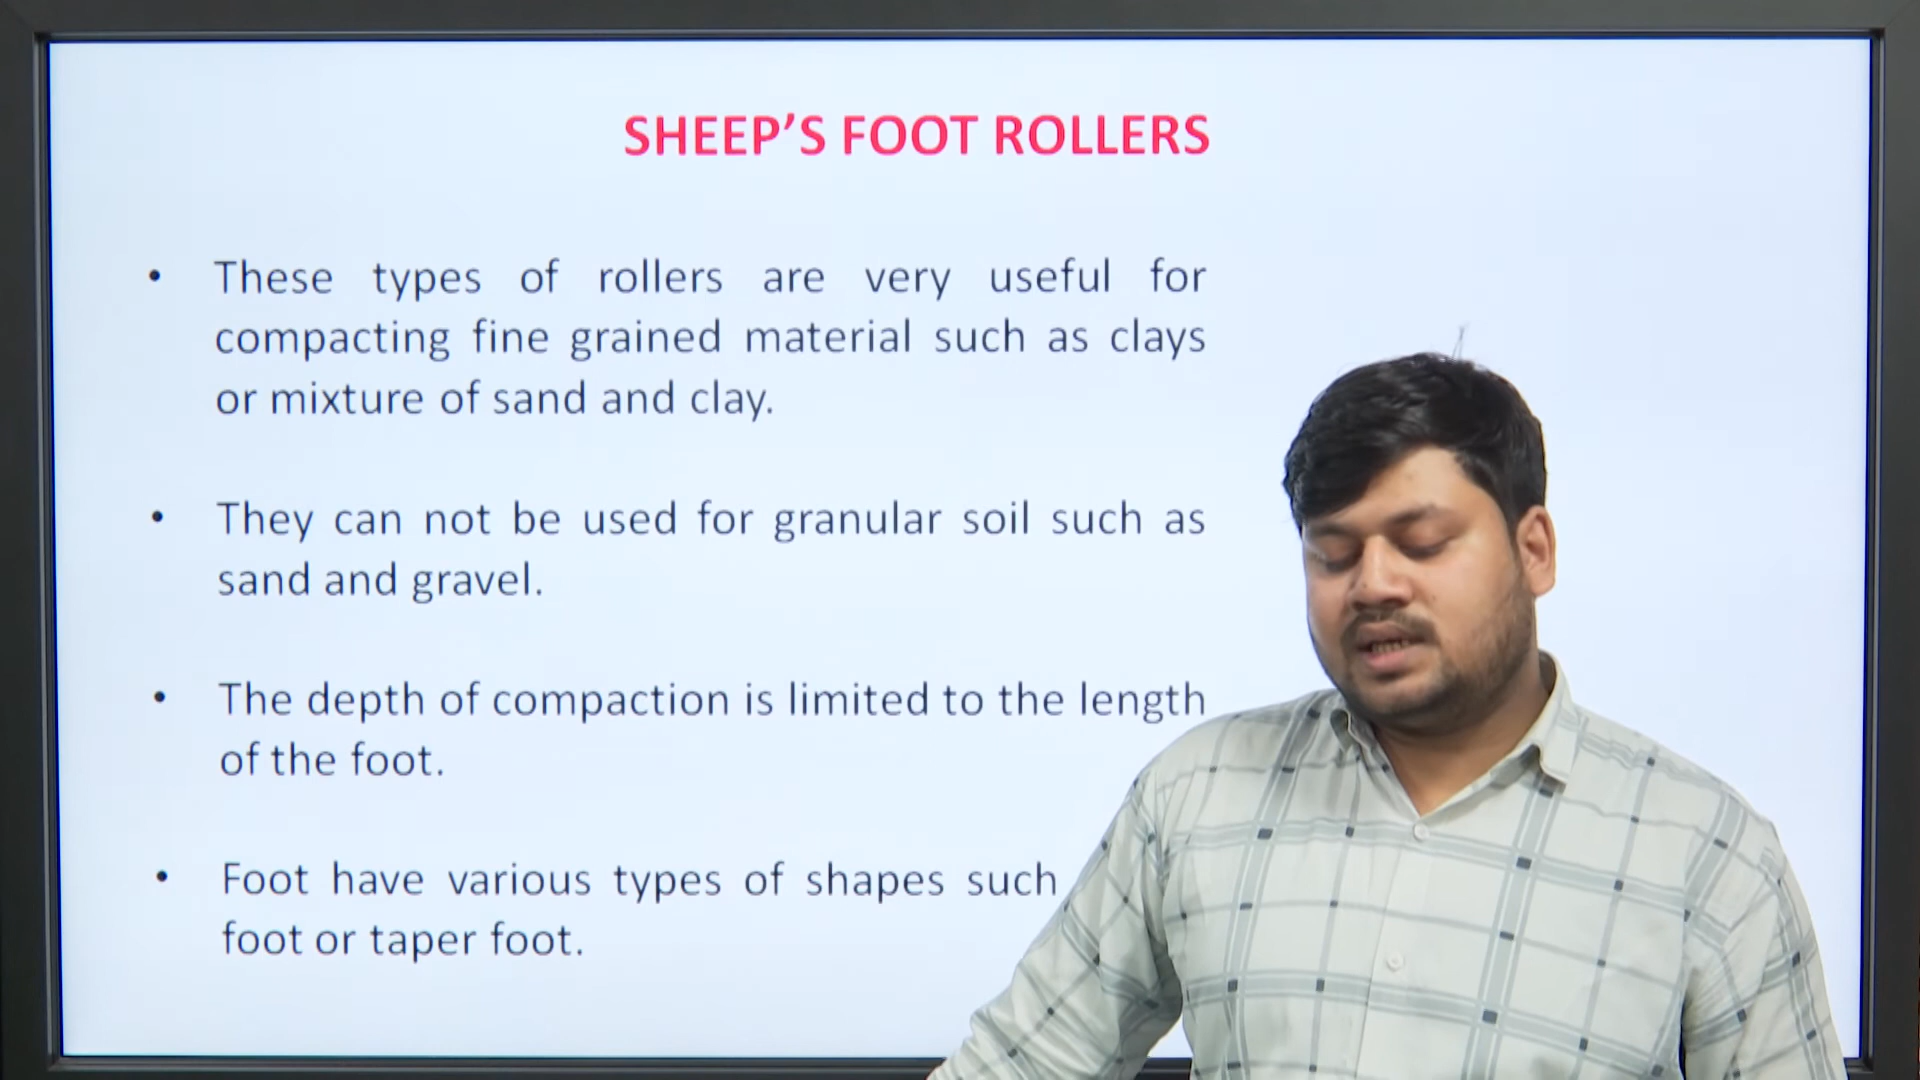 SHEEP’S FOOT ROLLERS
• These types of rollers are very useful for
compacting fine grained material such as clays
or mixture of sand and clay.
• They can not be used for granular soil such as
sand and gravel.
• The depth of compaction is limited to the length
of the foot.
• Foot have various types of shapes such
foot or taper foot.